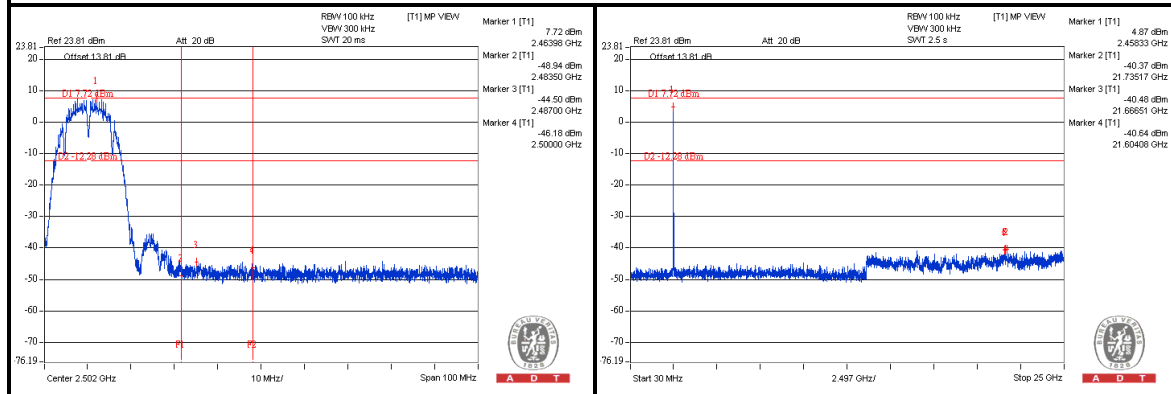 RBW 100 kHz [T1] MP VIEW
VBW 300 kHz
Ref 23.81 dBm Att 20 dB SWT 20 ms
Offset 13.81 dB
Marker 1 [T1]
7.72 dBm
2.46398 GHz
Marker 2 [T1]
-48.94 dBm
2.48350 GHz
Marker 3 [T1]
-44.50 dBm
2.48700 GHz
Marker 4 [T1]
-46.18 dBm
2.50000 GHz
23.81
20
10
0
-10
-20
-30
-40
-50
-60
-70
-76.19
1
D1 7.72 dBm
D2 -12.28 dBm
2
3
4
F1
F2
Center 2.502 GHz 10 MHz/ Span 100 MHz
BUREAU VERITAS
1828
A D T
RBW 100 kHz [T1] MP VIEW
VBW 300 kHz
Ref 23.81 dBm Att 20 dB SWT 2.5 s
Offset 13.81 dB
Marker 1 [T1]
4.87 dBm
2.45833 GHz
Marker 2 [T1]
-40.37 dBm
21.73517 GHz
Marker 3 [T1]
-40.48 dBm
21.66651 GHz
Marker 4 [T1]
-40.64 dBm
21.60408 GHz
23.81
20
10
0
-10
-20
-30
-40
-50
-60
-70
-76.19
1
D1 7.72 dBm
D2 -12.28 dBm
Start 30 MHz 2.497 GHz/ Stop 25 GHz
BUREAU VERITAS
1828
A D T